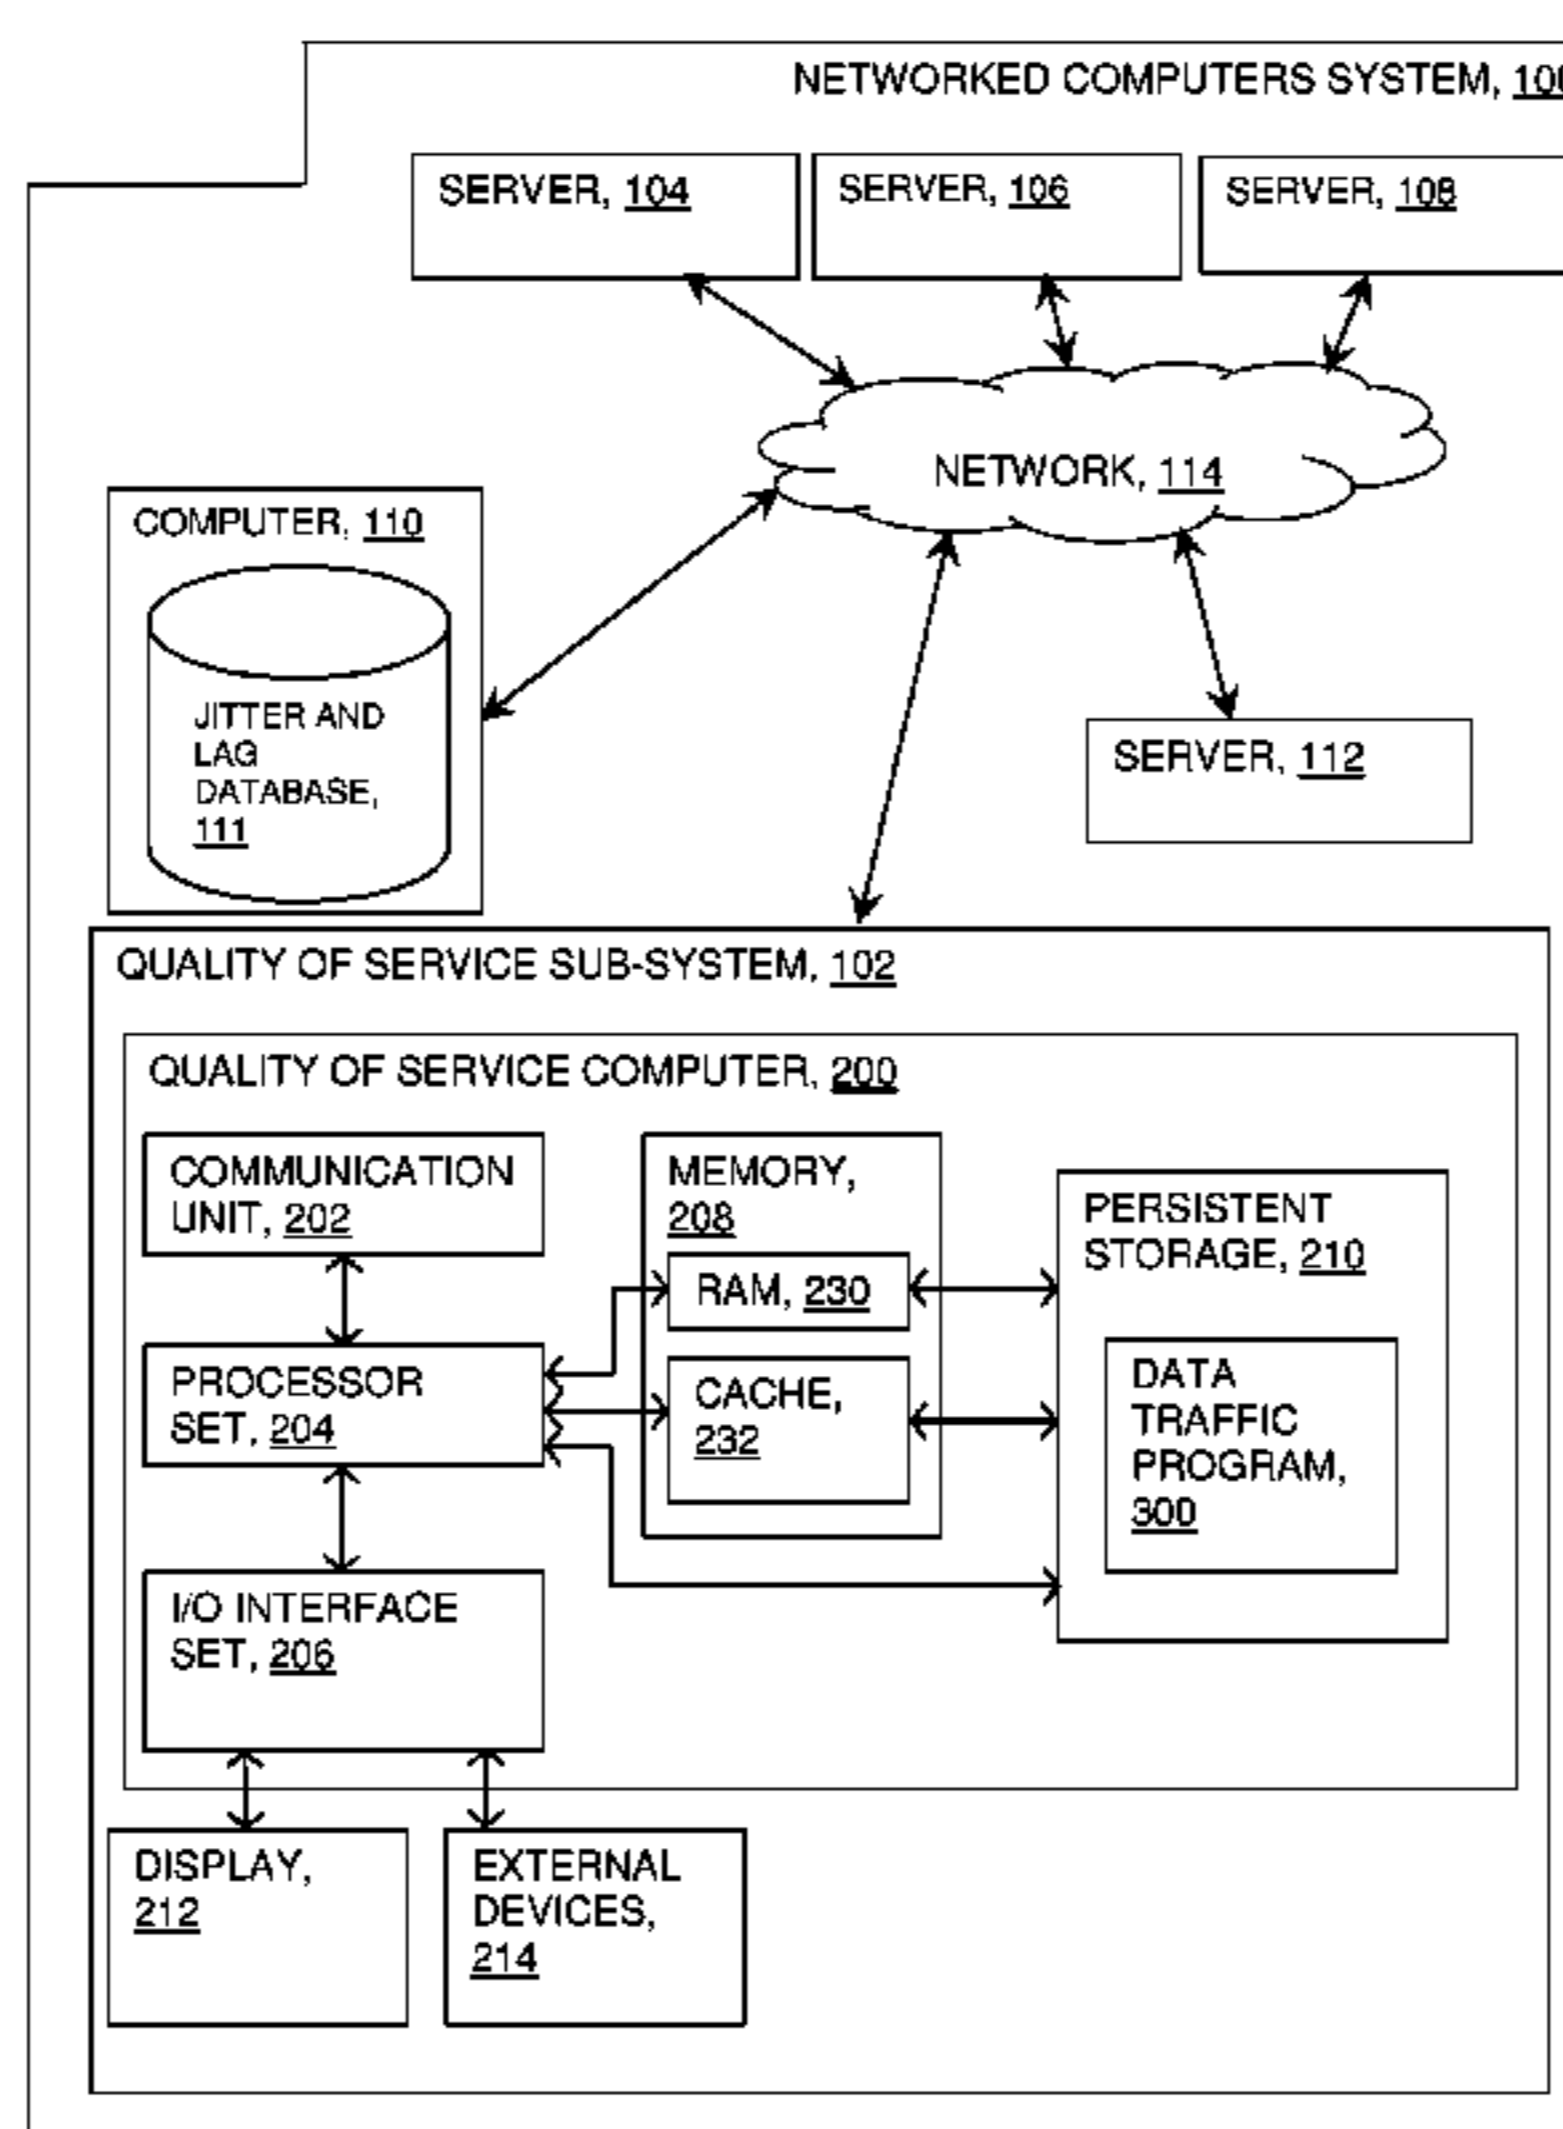 NETWORKED COMPUTERS SYSTEM, 100
SERVER, 104
SERVER, 106
SERVER, 108
NETWORK, 114
COMPUTER, 110
JITTER AND
LAG
DATABASE,
111
SERVER, 112
QUALITY OF SERVICE SUB-SYSTEM, 102
QUALITY OF SERVICE COMPUTER, 200
COMMUNICATION
UNIT, 202
MEMORY,
208
PERSISTENT
STORAGE, 210
RAM, 230
PROCESSOR
SET, 204
CACHE,
232
DATA
TRAFFIC
PROGRAM,
300
I/O INTERFACE
SET, 206
DISPLAY,
212
EXTERNAL
DEVICES,
214